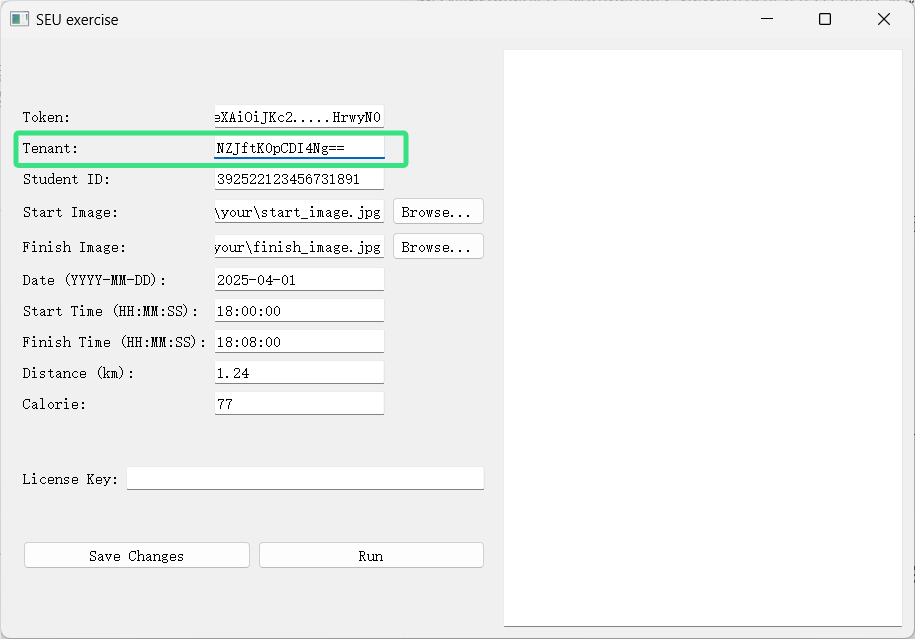 SEU exercise
Token: eXAiOiJKc2.....HrwyN0
Tenant: NZJftK0pCDI4Ng==
Student ID: 392522123456731891
Start Image: \your\start_image.jpg Browse...
Finish Image: your\finish_image.jpg Browse...
Date (YYYY-MM-DD): 2025-04-01
Start Time (HH:MM:SS): 18:00:00
Finish Time (HH:MM:SS): 18:08:00
Distance (km): 1.24
Calorie: 77
License Key:
Save Changes Run